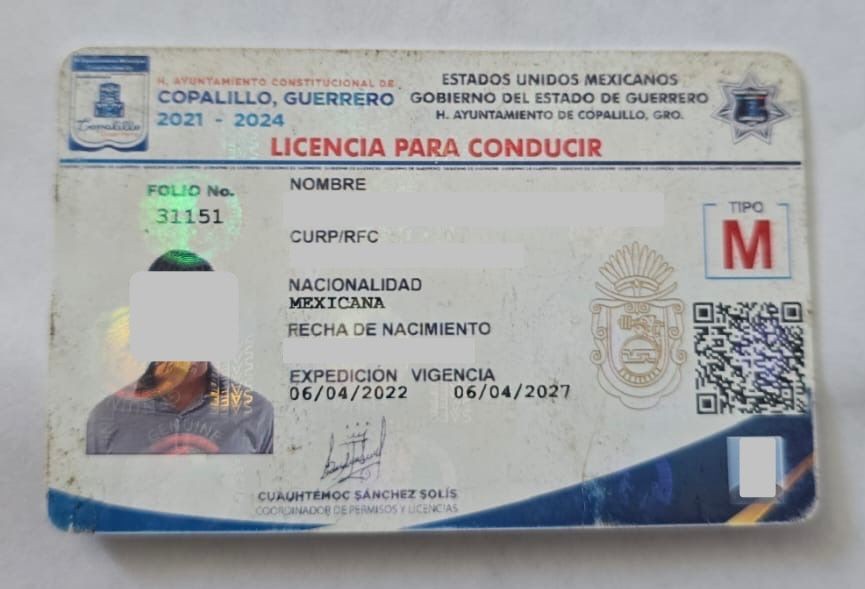 H. AYUNTAMIENTO CONSTITUCIONAL DE
COPALILLO, GUERRERO
2021 - 2024
ESTADOS UNIDOS MEXICANOS
GOBIERNO DEL ESTADO DE GUERRERO
H. AYUNTAMIENTO DE COPALILLO, GRO.
Copalillo
LICENCIA PARA CONDUCIR
FOLIO No.
31151
NOMBRE
CURP/RFC
NACIONALIDAD
MEXICANA
RECHA DE NACIMIENTO
EXPEDICIÓN VIGENCIA
06/04/2022 06/04/2027
TIPO
M
GENUINE
CUAUHTÉMOC SÁNCHEZ SOLÍS
COORDINADOR DE PERMISOS Y LICENCIAS